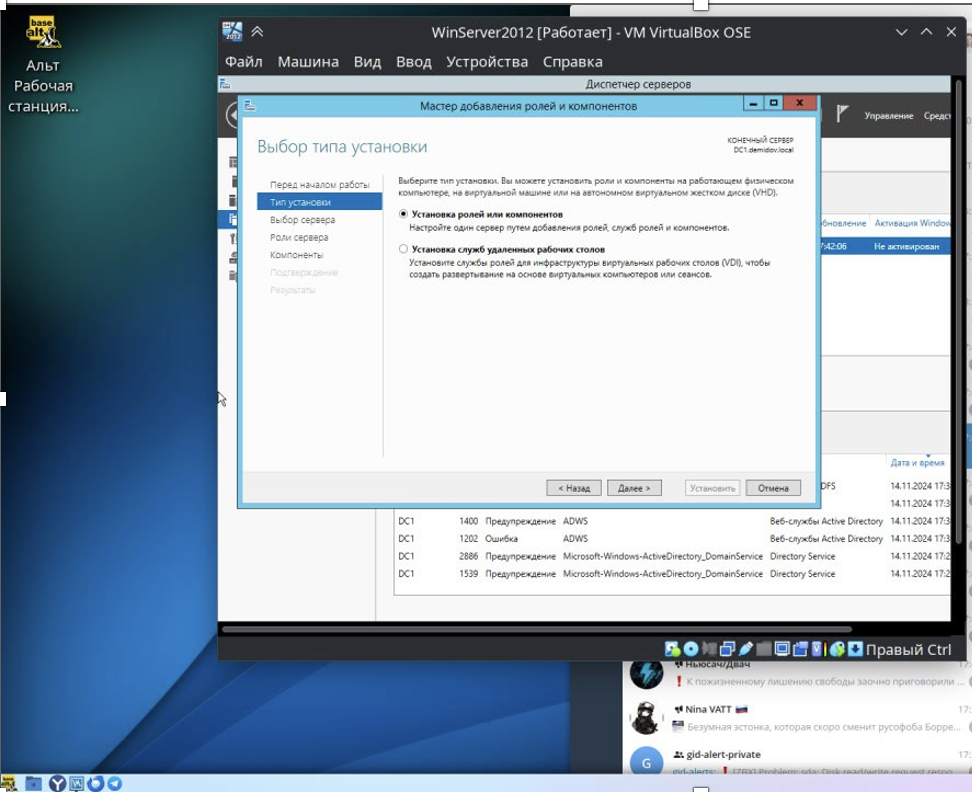 base
alt
Альт
Рабочая
станция...
2012
WinServer2012 [Работает] - VM VirtualBox OSE
Файл Машина Вид Ввод Устройства Справка
Диспетчер серверов
Управление
Мастер добавления ролей и компонентов
Выбор типа установки
КОНЕЧНЫЙ СЕРВЕР
DC1.demidov.local
Перед началом работы
Тип установки
Выбор сервера
Роли сервера
Компоненты
Подтверждение
Результаты
Выберите тип установки. Вы можете установить роли и компоненты на работающем физическом
компьютере, на виртуальной машине или на автономном виртуальном жестком диске (VHD).
Установка ролей или компонентов
Настройте один сервер путем добавления ролей, служб ролей и компонентов.
Установка служб удаленных рабочих столов
Установите службы роли для инфраструктуры виртуальных рабочих столов (VDI), чтобы
создать развертывание на основе виртуальных компьютеров или сеансов.
< Назад Далее > Установить Отмена
бновление Активация Window
7:42:06 Не активирован
Дата и время
DFS 14.11.2024 17:3
14.11.2024 17:3
DC1 1400 Предупреждение ADWS Веб-службы Active Directory 14.11.2024 17:3
DC1 1202 Ошибка ADWS Веб-службы Active Directory 14.11.2024 17:3
DC1 2886 Предупреждение Microsoft-Windows-ActiveDirectory_DomainService Directory Service 14.11.2024 17:2
DC1 1539 Предупреждение Microsoft-Windows-ActiveDirectory_DomainService Directory Service 14.11.2024 17:2
Правый Ctrl
Ньюсач/Двач
К пожизненному лишению свободы заочно приговорили ...
Nina VATT 17:
Безумная эстонка, которая скоро сменит русофоба Борре...
G
gid-alert-private 17:
gid-alerts: [ZBX] Problem: sda: Disk read/write request respo